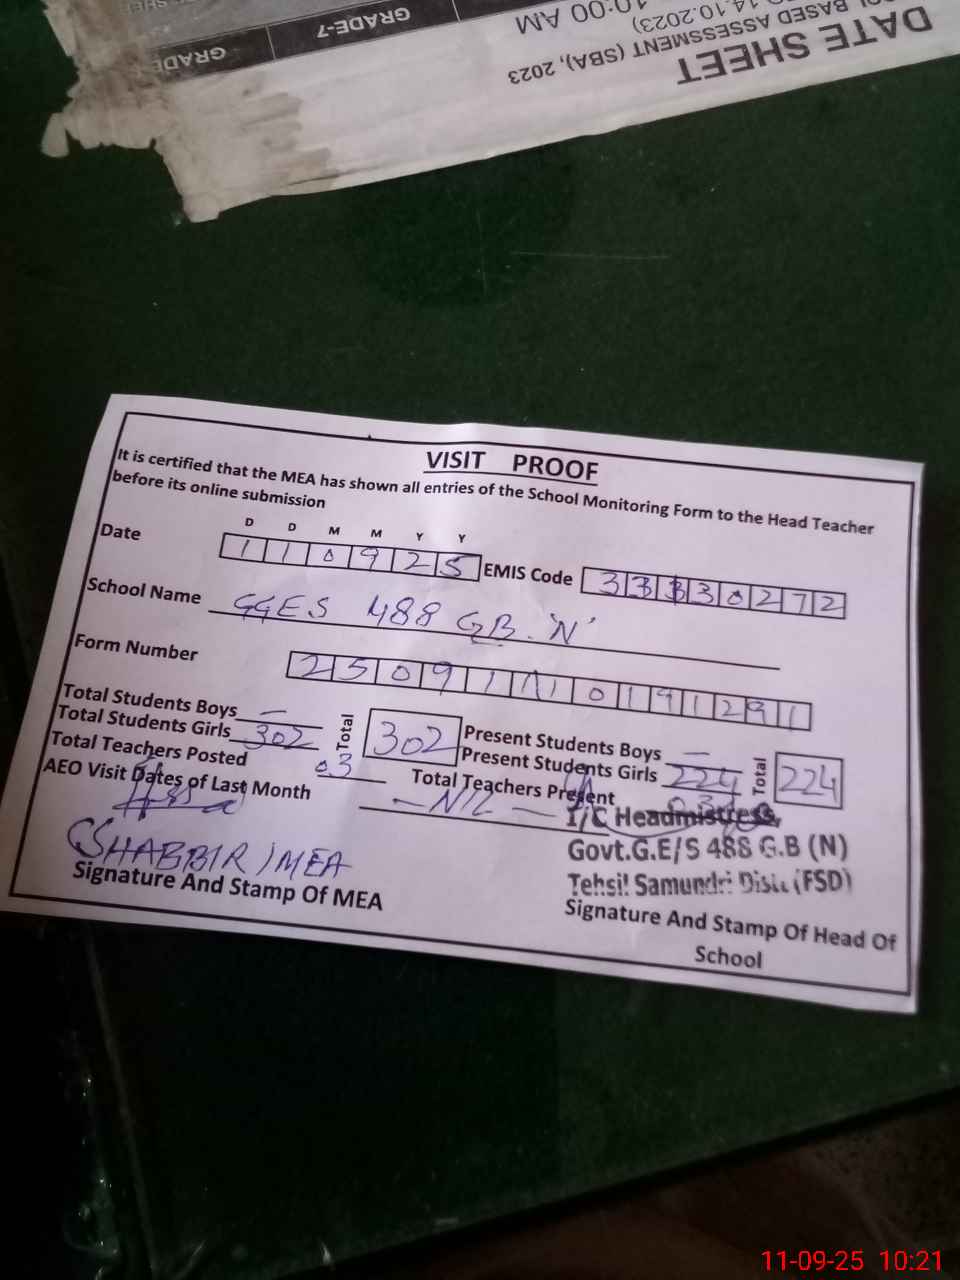 DATE SHEET
BASED ASSESSMENT (SBA), 2023
14.10.2023)
10:00 AM
GRADE-7
GRADE
VISIT PROOF
It is certified that the MEA has shown all entries of the School Monitoring Form to the Head Teacher
before its online submission
D D M M Y Y
Date 1 1 0 9 2 5 EMIS Code 3 3 3 3 0 2 7 2
School Name GGES 488 GB 'N'
Form Number 2 5 0 9 1 1 1 0 1 9 1 2 9 1
Total Students Boys — Total 302 Present Students Boys — Total 224
Total Students Girls 302 Present Students Girls 224
Total Teachers Posted 03 Total Teachers Present 03
AEO Visit Dates of Last Month — NIL —
I/C Headmistress,
Govt.G.E/S 488 G.B (N)
Tehsil Samundri Distt (FSD)
SHABBIR / MEA
Signature And Stamp Of MEA
Signature And Stamp Of Head Of
School
11-09-25 10:21